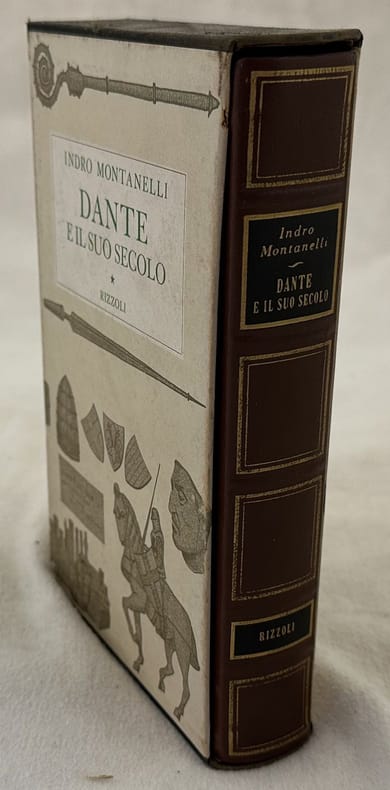 INDRO MONTANELLI
DANTE
E IL SUO SECOLO
*
RIZZOLI
Indro
Montanelli
DANTE
E IL SUO SECOLO
RIZZOLI